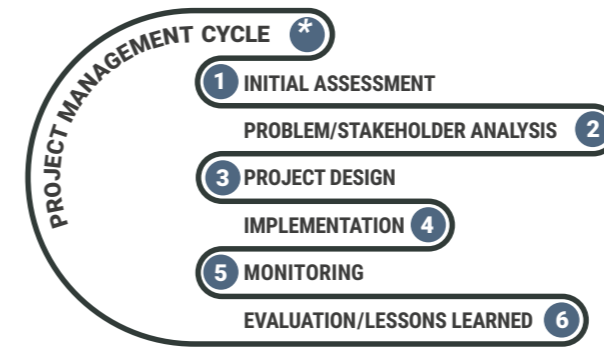 PROJECT MANAGEMENT CYCLE *
1 INITIAL ASSESSMENT
PROBLEM/STAKEHOLDER ANALYSIS 2
3 PROJECT DESIGN
IMPLEMENTATION 4
5 MONITORING
EVALUATION/LESSONS LEARNED 6